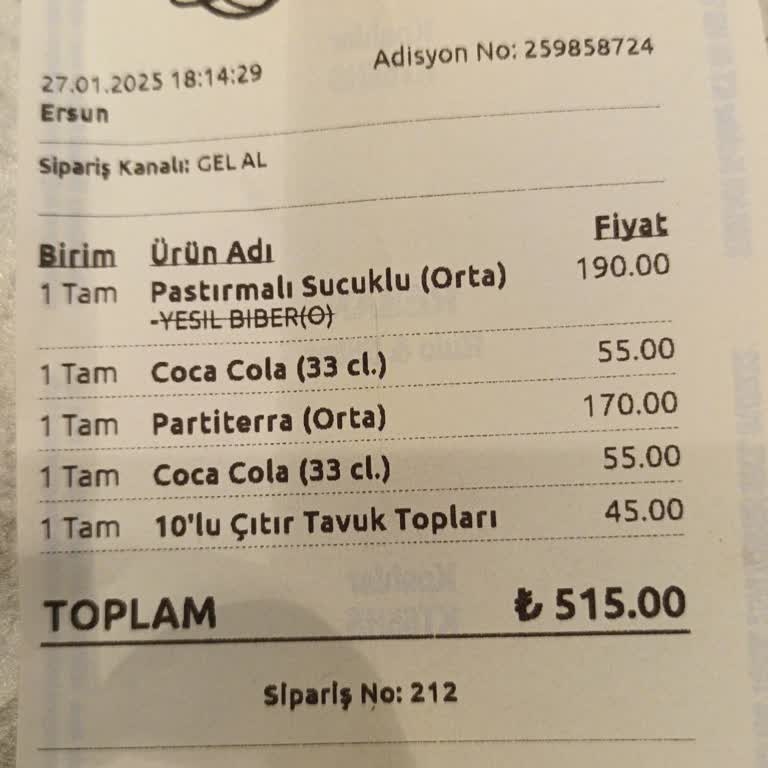 Adisyon No: 259858724
27.01.2025 18:14:29
Ersun
Sipariş Kanalı: GEL AL
Birim Ürün Adı Fiyat
1 Tam Pastırmalı Sucuklu (Orta) 190.00
-YESIL BIBER(O)
1 Tam Coca Cola (33 cl.) 55.00
1 Tam Partiterra (Orta) 170.00
1 Tam Coca Cola (33 cl.) 55.00
1 Tam 10'lu Çıtır Tavuk Topları 45.00
TOPLAM ₺ 515.00
Sipariş No: 212